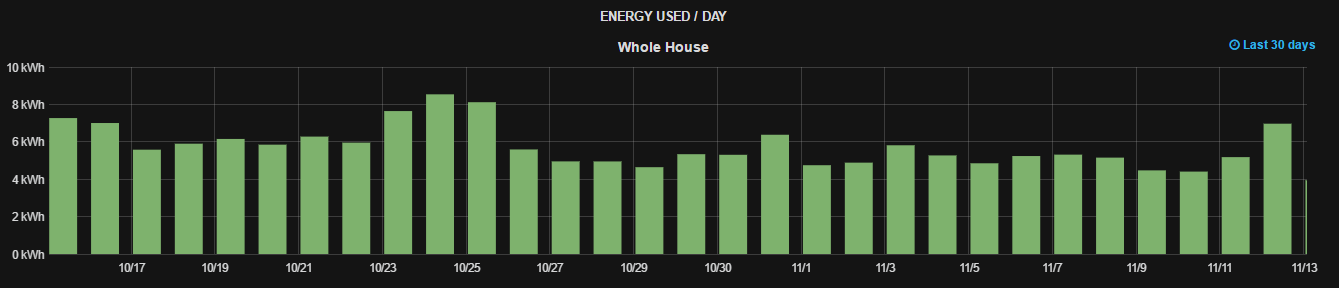 ENERGY USED / DAY
Whole House
Last 30 days
10 kWh
8 kWh
6 kWh
4 kWh
2 kWh
0 kWh
10/17 10/19 10/21 10/23 10/25 10/27 10/29 10/30 11/1 11/3 11/5 11/7 11/9 11/11 11/13